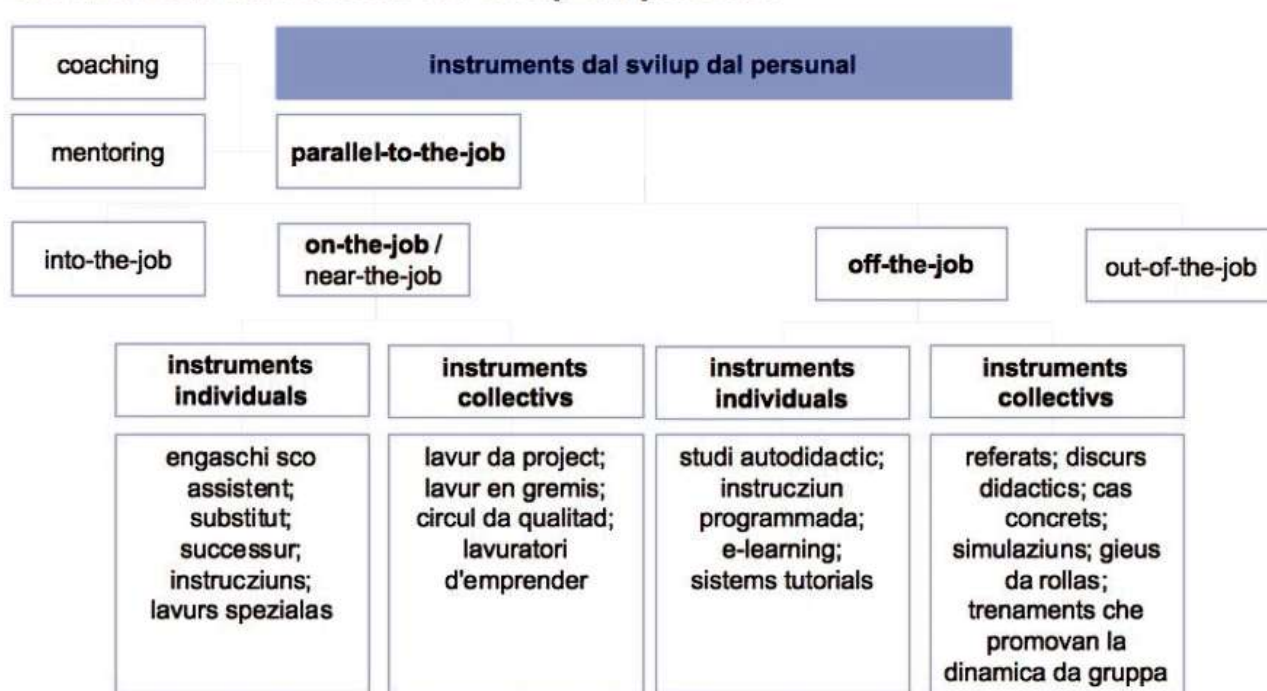 coaching
instruments dal svilup dal persunal
mentoring
parallel-to-the-job
into-the-job
on-the-job /
near-the-job
off-the-job
out-of-the-job
instruments
individuals
instruments
collectivs
instruments
individuals
instruments
collectivs
engaschi sco
assistent;
substitut;
successur;
instrucziuns;
lavurs spezialas
lavur da project;
lavur en gremis;
circul da qualitad;
lavuratori
d'emprender
studi autodidactic;
instrucziun
programmada;
e-learning;
sistems tutorials
referats; discurs
didactics; cas
concrets;
simulaziuns; gieus
da rollas;
trenaments che
promovan la
dinamica da gruppa